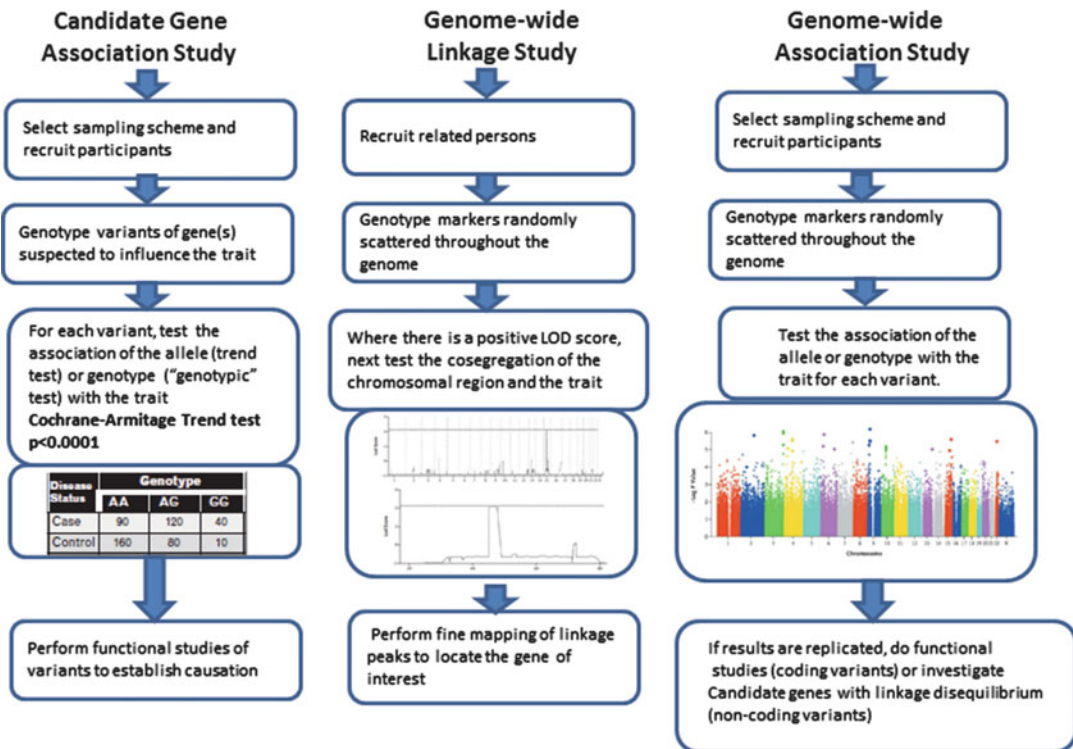 Candidate Gene
Association Study
Select sampling scheme and
recruit participants
Genotype variants of gene(s)
suspected to influence the trait
For each variant, test the
association of the allele (trend
test) or genotype ("genotypic"
test) with the trait
Cochrane-Armitage Trend test
p<0.0001
Disease
Status
Genotype
AA AG GG
Case 90 120 40
Control 160 80 10
Perform functional studies of
variants to establish causation
Genome-wide
Linkage Study
Recruit related persons
Genotype markers randomly
scattered throughout the
genome
Where there is a positive LOD score,
next test the cosegregation of the
chromosomal region and the trait
Perform fine mapping of linkage
peaks to locate the gene of
interest
Genome-wide
Association Study
Select sampling scheme and
recruit participants
Genotype markers randomly
scattered throughout the
genome
Test the association of the
allele or genotype with the
trait for each variant.
-Log P Value
Chromosome
If results are replicated, do functional
studies (coding variants) or investigate
Candidate genes with linkage disequilibrium
(non-coding variants)